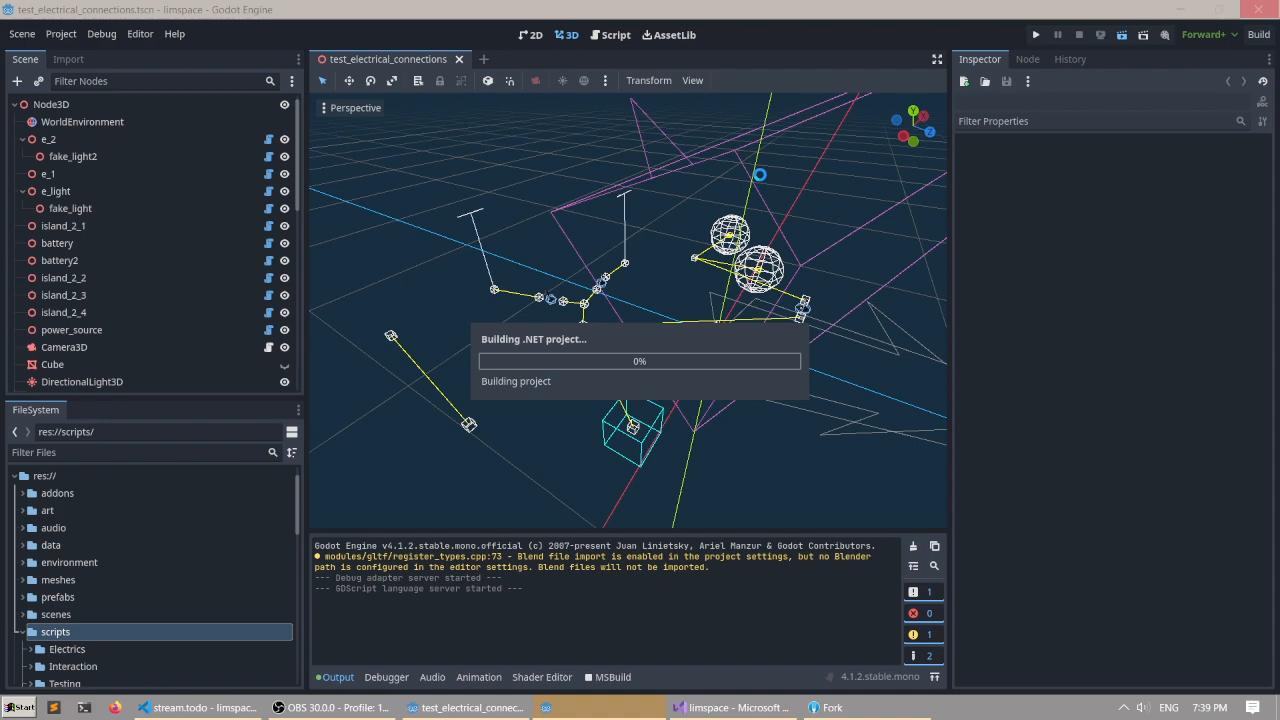 test_electrical_connections.tscn - limspace - Godot Engine
Scene Project Debug Editor Help
2D 3D Script AssetLib
Forward+ Build
Scene Import
test_electrical_connections
Inspector Node History
Filter Nodes
Transform View
Perspective
Y
X
Z
Filter Properties
Node3D
WorldEnvironment
e_2
fake_light2
e_1
e_light
fake_light
island_2_1
battery
battery2
island_2_2
island_2_3
island_2_4
power_source
Camera3D
Cube
DirectionalLight3D
Building .NET project...
0%
Building project
FileSystem
res://scripts/
Filter Files
res://
addons
art
audio
data
environment
meshes
prefabs
scenes
scripts
Electrics
Interaction
Testing
Godot Engine v4.1.2.stable.mono.official (c) 2007-present Juan Linietsky, Ariel Manzur & Godot Contributors.
modules/gltf/register_types.cpp:73 - Blend file import is enabled in the project settings, but no Blender
path is configured in the editor settings. Blend files will not be imported.
--- Debug adapter server started ---
--- GDScript language server started ---
1
0
1
2
Output Debugger Audio Animation Shader Editor MSBuild
4.1.2.stable.mono
Start
stream.todo - limspac...
OBS 30.0.0 - Profile: 1...
test_electrical_connec...
limspace - Microsoft ...
Fork
ENG 7:39 PM